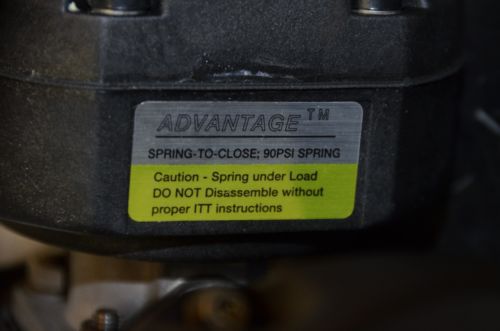 ADVANTAGE™
SPRING-TO-CLOSE; 90PSI SPRING
Caution - Spring under Load
DO NOT Disassemble without
proper ITT instructions